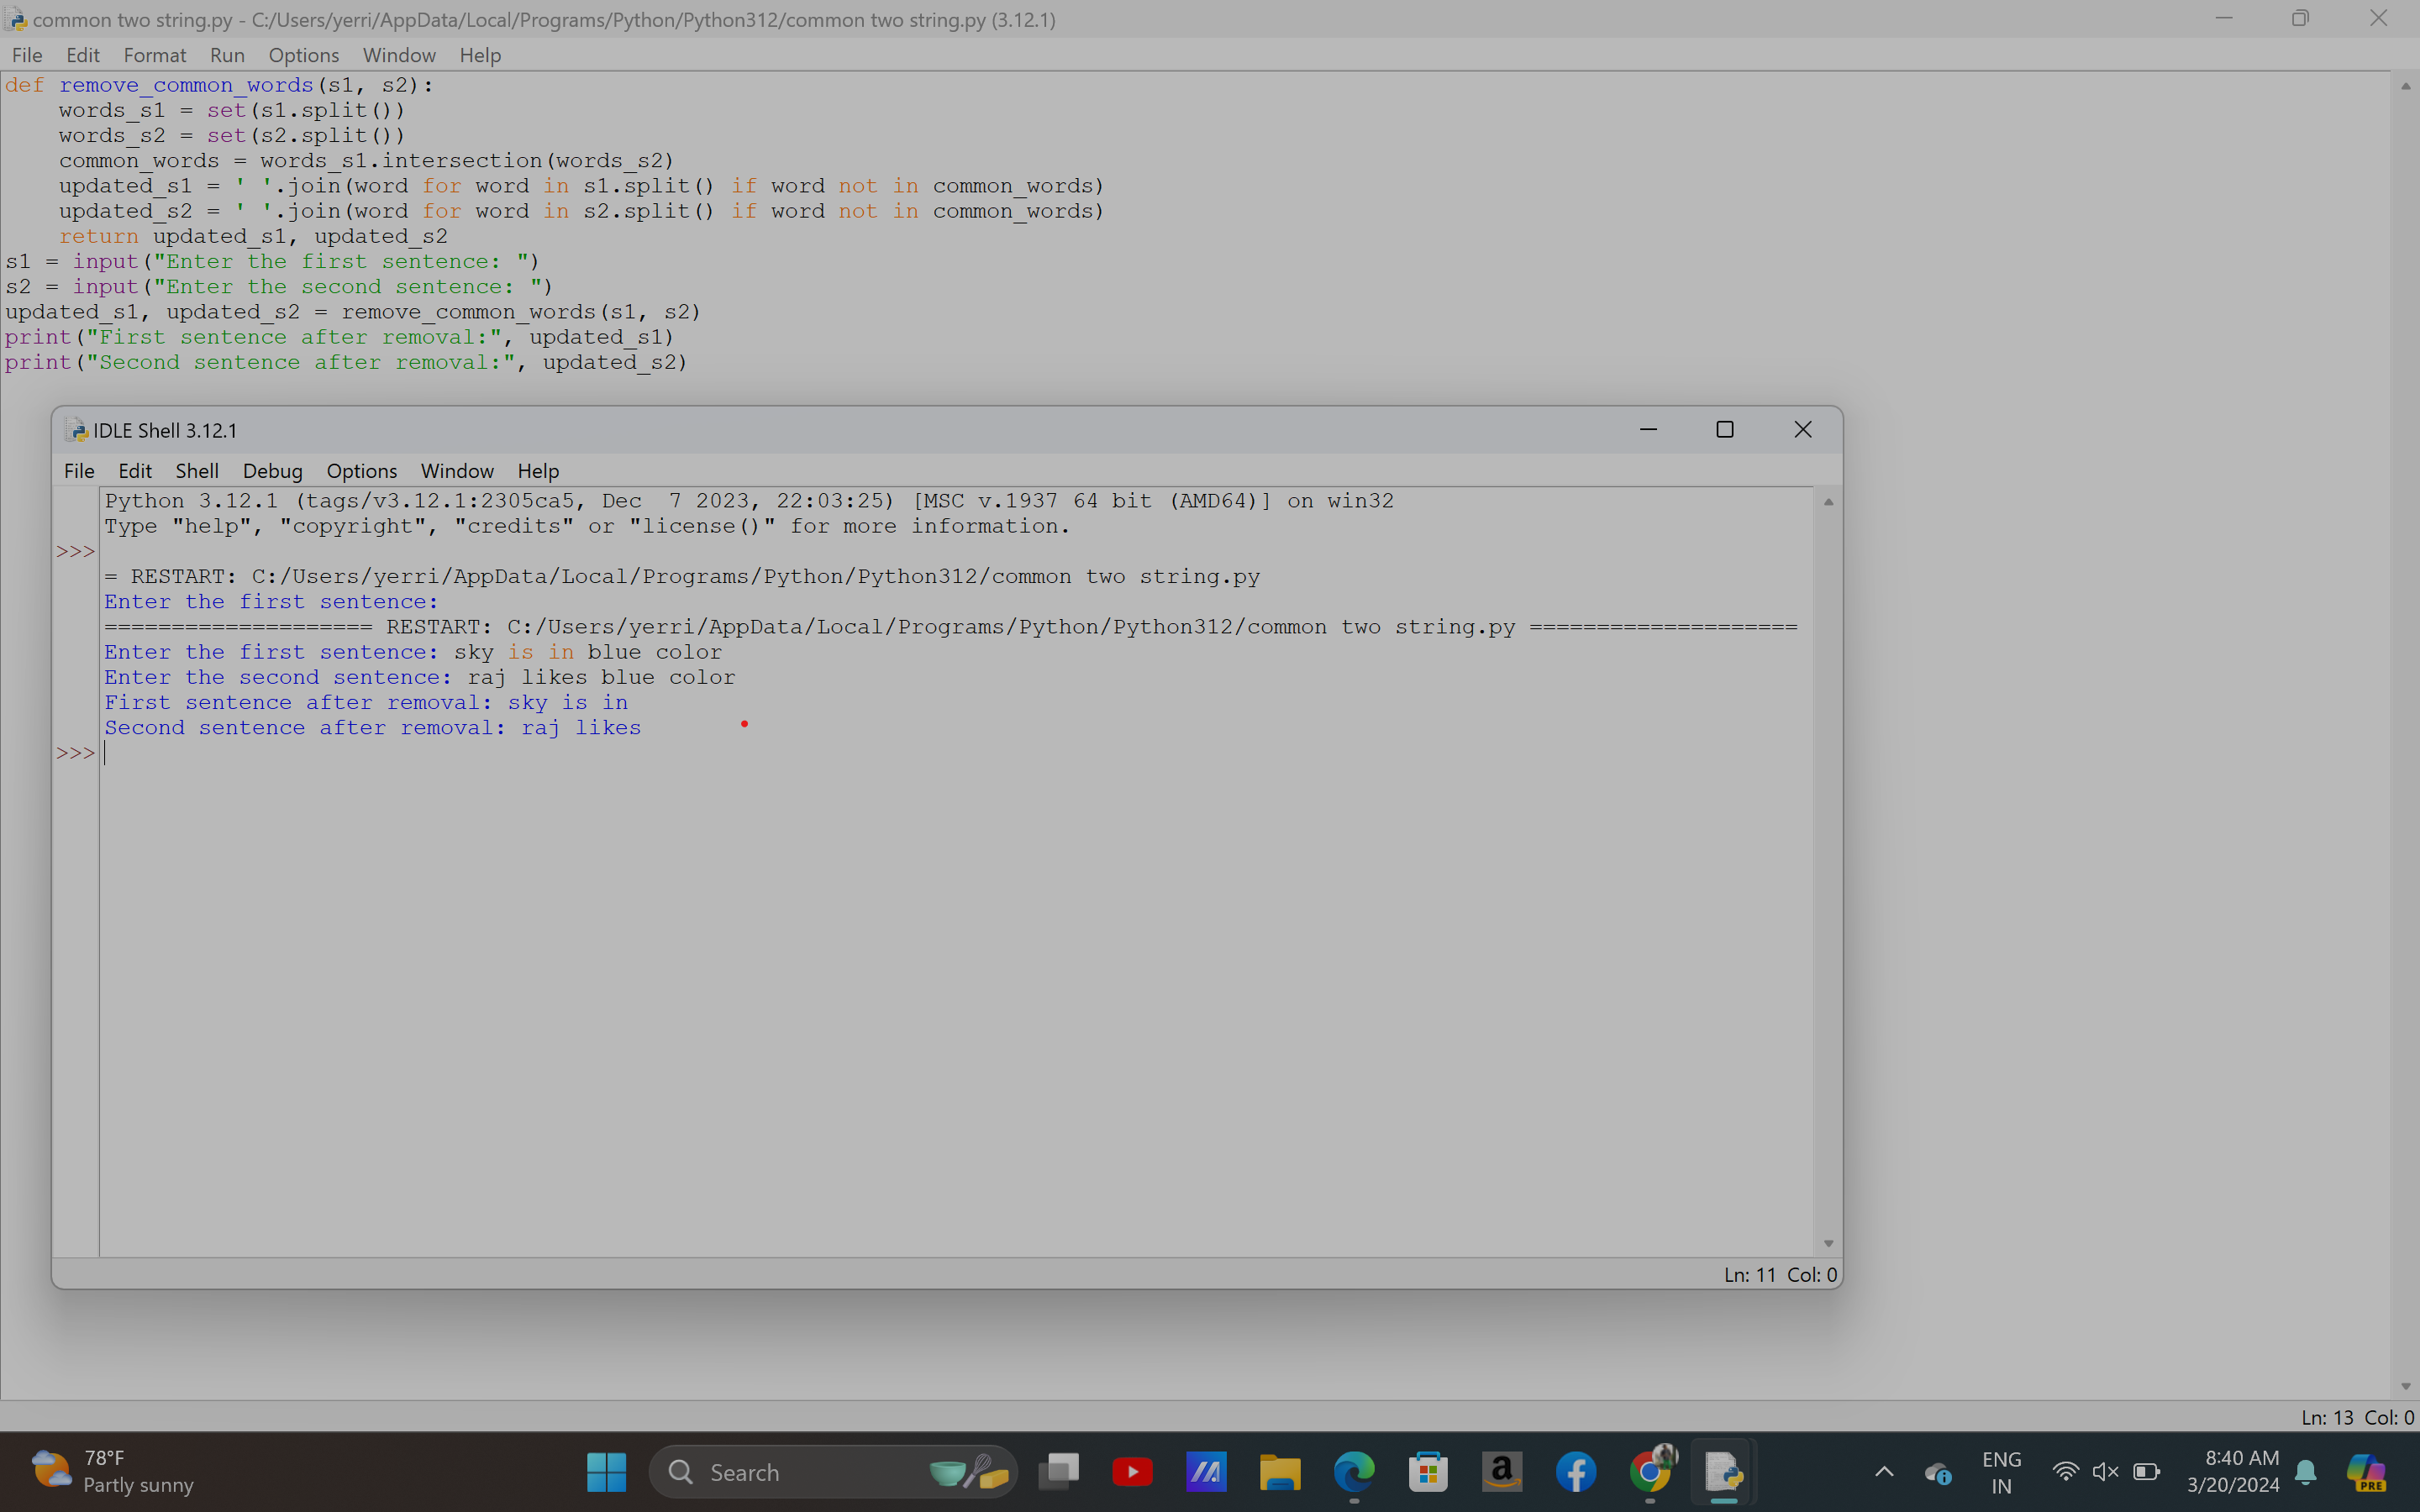 common two string.py - C:/Users/yerri/AppData/Local/Programs/Python/Python312/common two string.py (3.12.1)
File Edit Format Run Options Window Help
def remove_common_words(s1, s2):
    words_s1 = set(s1.split())
    words_s2 = set(s2.split())
    common_words = words_s1.intersection(words_s2)
    updated_s1 = ' '.join(word for word in s1.split() if word not in common_words)
    updated_s2 = ' '.join(word for word in s2.split() if word not in common_words)
    return updated_s1, updated_s2
s1 = input("Enter the first sentence: ")
s2 = input("Enter the second sentence: ")
updated_s1, updated_s2 = remove_common_words(s1, s2)
print("First sentence after removal:", updated_s1)
print("Second sentence after removal:", updated_s2)
IDLE Shell 3.12.1
File Edit Shell Debug Options Window Help
Python 3.12.1 (tags/v3.12.1:2305ca5, Dec  7 2023, 22:03:25) [MSC v.1937 64 bit (AMD64)] on win32
Type "help", "copyright", "credits" or "license()" for more information.
>>>
= RESTART: C:/Users/yerri/AppData/Local/Programs/Python/Python312/common two string.py
Enter the first sentence:
==================== RESTART: C:/Users/yerri/AppData/Local/Programs/Python/Python312/common two string.py ====================
Enter the first sentence: sky is in blue color
Enter the second sentence: raj likes blue color
First sentence after removal: sky is in
Second sentence after removal: raj likes
>>>
Ln: 11 Col: 0
Ln: 13 Col: 0
78°F
Partly sunny
Search
ENG
IN
8:40 AM
3/20/2024
PRE